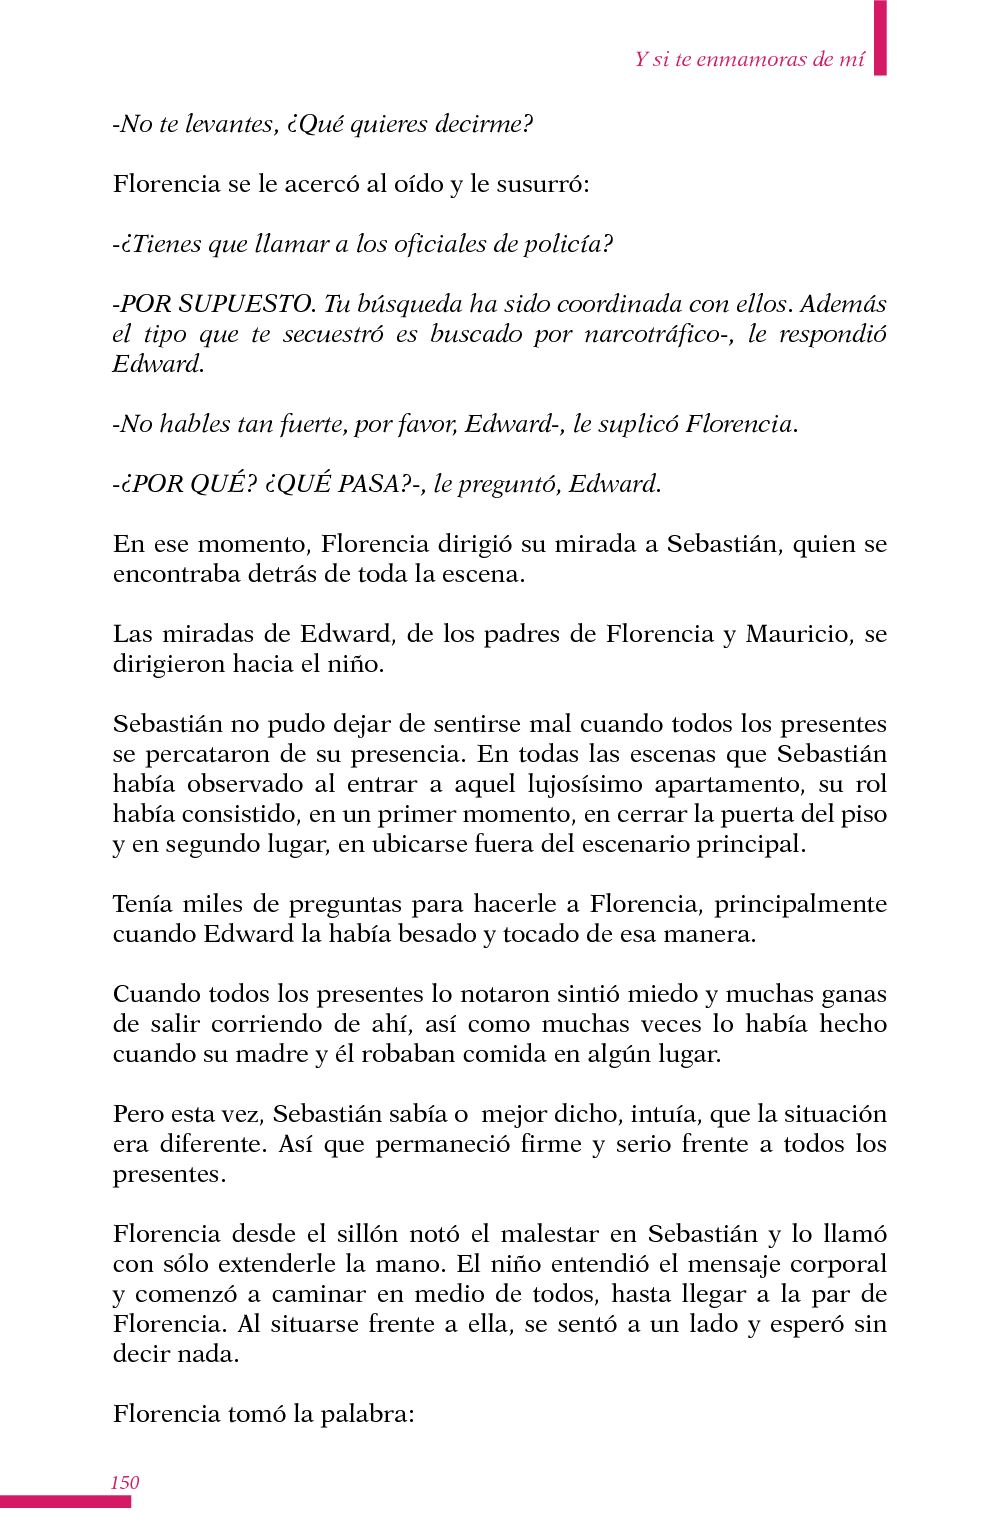 Y si te enmamoras de mí
-No te levantes, ¿Qué quieres decirme?
Florencia se le acercó al oído y le susurró:
-¿Tienes que llamar a los oficiales de policía?
-POR SUPUESTO. Tu búsqueda ha sido coordinada con ellos. Además
el tipo que te secuestró es buscado por narcotráfico-, le respondió
Edward.
-No hables tan fuerte, por favor, Edward-, le suplicó Florencia.
-¿POR QUÉ? ¿QUÉ PASA?-, le preguntó, Edward.
En ese momento, Florencia dirigió su mirada a Sebastián, quien se
encontraba detrás de toda la escena.
Las miradas de Edward, de los padres de Florencia y Mauricio, se
dirigieron hacia el niño.
Sebastián no pudo dejar de sentirse mal cuando todos los presentes
se percataron de su presencia. En todas las escenas que Sebastián
había observado al entrar a aquel lujosísimo apartamento, su rol
había consistido, en un primer momento, en cerrar la puerta del piso
y en segundo lugar, en ubicarse fuera del escenario principal.
Tenía miles de preguntas para hacerle a Florencia, principalmente
cuando Edward la había besado y tocado de esa manera.
Cuando todos los presentes lo notaron sintió miedo y muchas ganas
de salir corriendo de ahí, así como muchas veces lo había hecho
cuando su madre y él robaban comida en algún lugar.
Pero esta vez, Sebastián sabía o  mejor dicho, intuía, que la situación
era diferente. Así que permaneció firme y serio frente a todos los
presentes.
Florencia desde el sillón notó el malestar en Sebastián y lo llamó
con sólo extenderle la mano. El niño entendió el mensaje corporal
y comenzó a caminar en medio de todos, hasta llegar a la par de
Florencia. Al situarse frente a ella, se sentó a un lado y esperó sin
decir nada.
Florencia tomó la palabra:
150